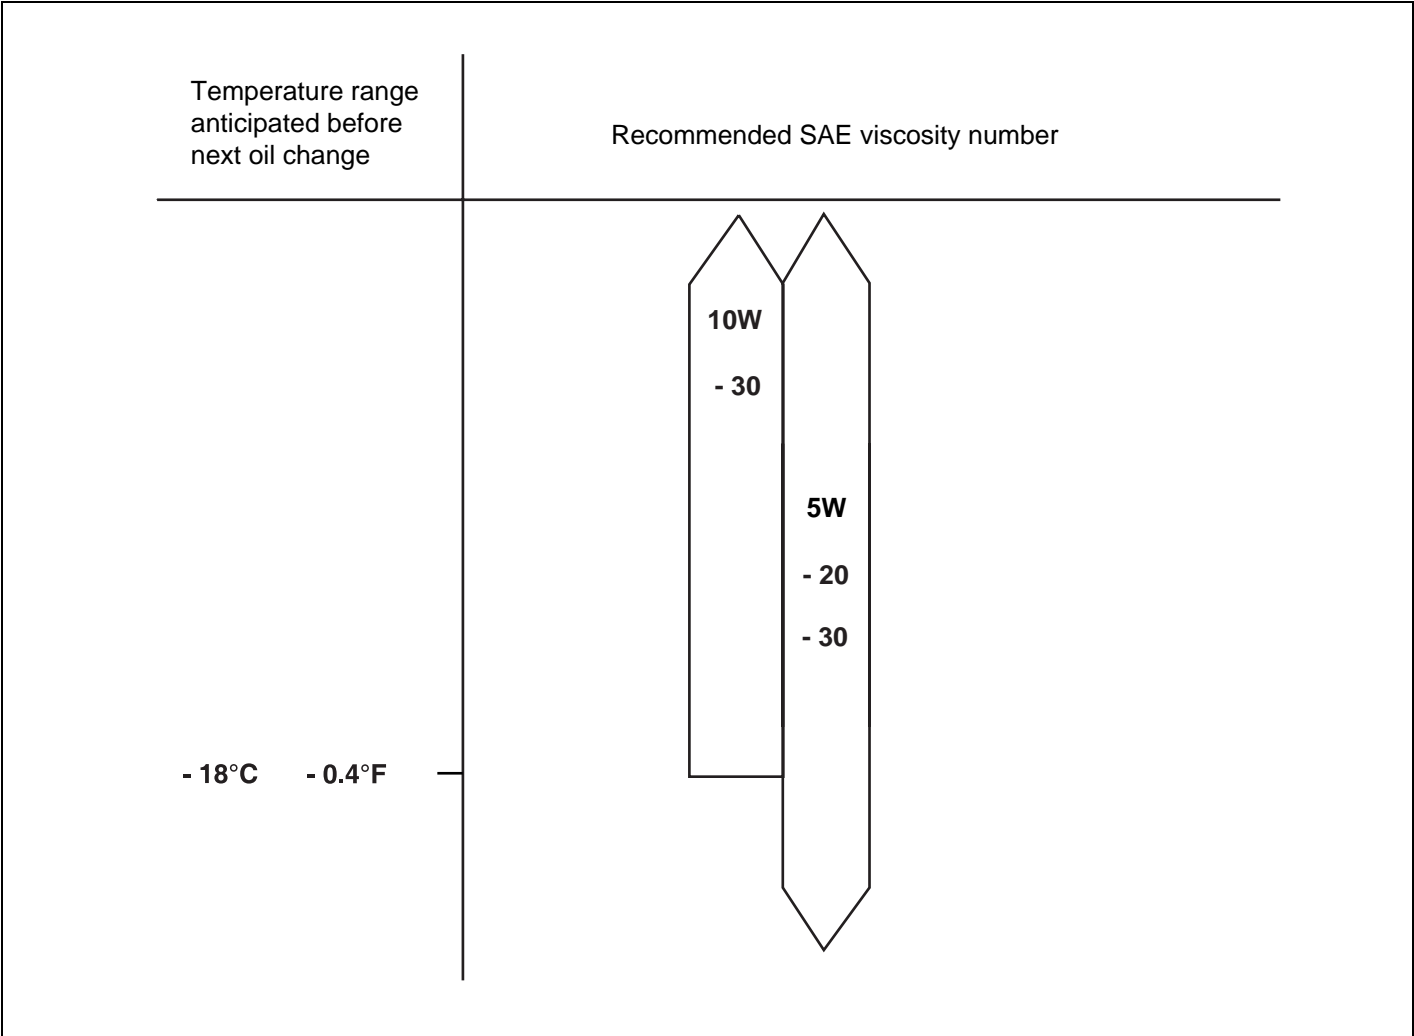 Temperature range
anticipated before
next oil change
Recommended SAE viscosity number
10W
- 30
5W
- 20
- 30
- 18°C - 0.4°F